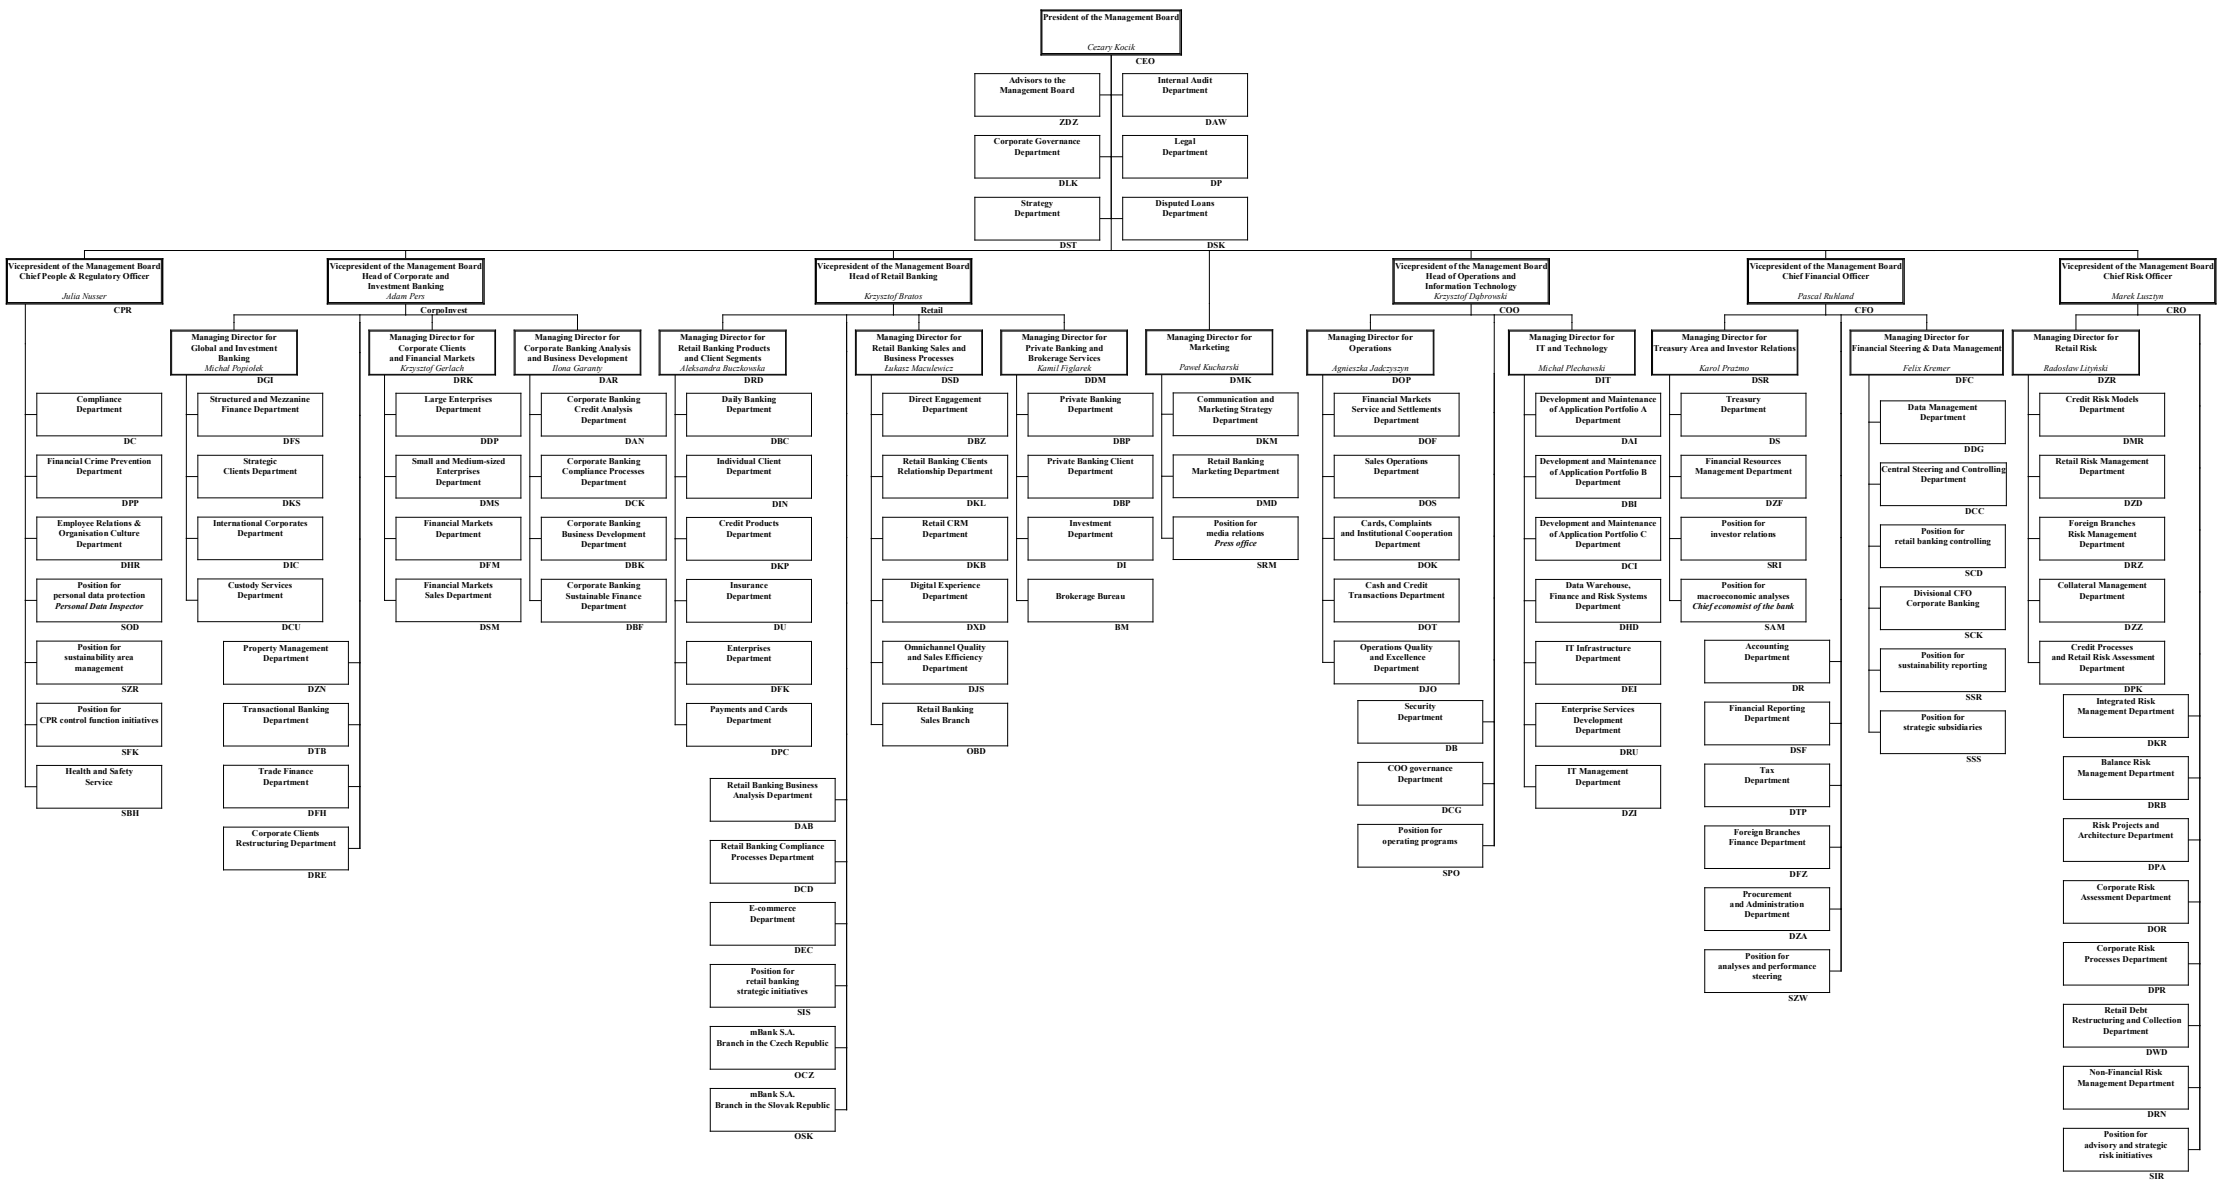 President of the Management Board
Cezary Kocik
CEO
Advisors to the
Management Board
ZDZ
Internal Audit
Department
DAW
Corporate Governance
Department
DLK
Legal
Department
DP
Strategy
Department
DST
Disputed Loans
Department
DSK
Vicepresident of the Management Board
Chief People & Regulatory Officer
Julia Nusser
CPR
Compliance
Department
DC
Financial Crime Prevention
Department
DPP
Employee Relations &
Organisation Culture
Department
DHR
Position for
personal data protection
Personal Data Inspector
SOD
Position for
sustainability area
management
SZR
Position for
CPR control function initiatives
SFK
Health and Safety
Service
SBH
Vicepresident of the Management Board
Head of Corporate and
Investment Banking
Adam Pers
CorpoInvest
Managing Director for
Global and Investment
Banking
Michał Popiołek
DGI
Structured and Mezzanine
Finance Department
DFS
Strategic
Clients Department
DKS
International Corporates
Department
DIC
Custody Services
Department
DCU
Property Management
Department
DZN
Transactional Banking
Department
DTB
Trade Finance
Department
DFH
Corporate Clients
Restructuring Department
DRE
Managing Director for
Corporate Clients
and Financial Markets
Krzysztof Gerlach
DRK
Large Enterprises
Department
DDP
Small and Medium-sized
Enterprises
Department
DMS
Financial Markets
Department
DFM
Financial Markets
Sales Department
DSM
Managing Director for
Corporate Banking Analysis
and Business Development
Ilona Garanty
DAR
Corporate Banking
Credit Analysis
Department
DAN
Corporate Banking
Compliance Processes
Department
DCK
Corporate Banking
Business Development
Department
DBK
Corporate Banking
Sustainable Finance
Department
DBF
Vicepresident of the Management Board
Head of Retail Banking
Krzysztof Bratos
Retail
Managing Director for
Retail Banking Products
and Client Segments
Aleksandra Buczkowska
DRD
Daily Banking
Department
DBC
Individual Client
Department
DIN
Credit Products
Department
DKP
Insurance
Department
DU
Enterprises
Department
DFK
Payments and Cards
Department
DPC
Retail Banking Business
Analysis Department
DAB
Retail Banking Compliance
Processes Department
DCD
E-commerce
Department
DEC
Position for
retail banking
strategic initiatives
SIS
mBank S.A.
Branch in the Czech Republic
OCZ
mBank S.A.
Branch in the Slovak Republic
OSK
Managing Director for
Retail Banking Sales and
Business Processes
Łukasz Maculewicz
DSD
Direct Engagement
Department
DBZ
Retail Banking Clients
Relationship Department
DKL
Retail CRM
Department
DKB
Digital Experience
Department
DXD
Omnichannel Quality
and Sales Efficiency
Department
DJS
Retail Banking
Sales Branch
OBD
Managing Director for
Private Banking and
Brokerage Services
Kamil Figlarek
DDM
Private Banking
Department
DBP
Private Banking Client
Department
DBP
Investment
Department
DI
Brokerage Bureau
BM
Managing Director for
Marketing
Paweł Kucharski
DMK
Communication and
Marketing Strategy
Department
DKM
Retail Banking
Marketing Department
DMD
Position for
media relations
Press office
SRM
Vicepresident of the Management Board
Head of Operations and
Information Technology
Krzysztof Dąbrowski
COO
Managing Director for
Operations
Agnieszka Jadczyszyn
DOP
Financial Markets
Service and Settlements
Department
DOF
Sales Operations
Department
DOS
Cards, Complaints
and Institutional Cooperation
Department
DOK
Cash and Credit
Transactions Department
DOT
Operations Quality
and Excellence
Department
DJO
Security
Department
DB
COO governance
Department
DCG
Position for
operating programs
SPO
Managing Director for
IT and Technology
Michał Plechawski
DIT
Development and Maintenance
of Application Portfolio A
Department
DAI
Development and Maintenance
of Application Portfolio B
Department
DBI
Development and Maintenance
of Application Portfolio C
Department
DCI
Data Warehouse,
Finance and Risk Systems
Department
DHD
IT Infrastructure
Department
DEI
Enterprise Services
Development
Department
DRU
IT Management
Department
DZI
Vicepresident of the Management Board
Chief Financial Officer
Pascal Ruhland
CFO
Managing Director for
Treasury Area and Investor Relations
Karol Prażmo
DSR
Treasury
Department
DS
Financial Resources
Management Department
DZF
Position for
investor relations
SRI
Position for
macroeconomic analyses
Chief economist of the bank
SAM
Accounting
Department
DR
Financial Reporting
Department
DSF
Tax
Department
DTP
Foreign Branches
Finance Department
DFZ
Procurement
and Administration
Department
DZA
Position for
analyses and performance
steering
SZW
Managing Director for
Financial Steering & Data Management
Felix Kremer
DFC
Data Management
Department
DDG
Central Steering and Controlling
Department
DCC
Position for
retail banking controlling
SCD
Divisional CFO
Corporate Banking
SCK
Position for
sustainability reporting
SSR
Position for
strategic subsidiaries
SSS
Vicepresident of the Management Board
Chief Risk Officer
Marek Lusztyn
CRO
Managing Director for
Retail Risk
Radosław Lityński
DZR
Credit Risk Models
Department
DMR
Retail Risk Management
Department
DZD
Foreign Branches
Risk Management
Department
DRZ
Collateral Management
Department
DZZ
Credit Processes
and Retail Risk Assessment
Department
DPK
Integrated Risk
Management Department
DKR
Balance Risk
Management Department
DRB
Risk Projects and
Architecture Department
DPA
Corporate Risk
Assessment Department
DOR
Corporate Risk
Processes Department
DPR
Retail Debt
Restructuring and Collection
Department
DWD
Non-Financial Risk
Management Department
DRN
Position for
advisory and strategic
risk initiatives
SIR